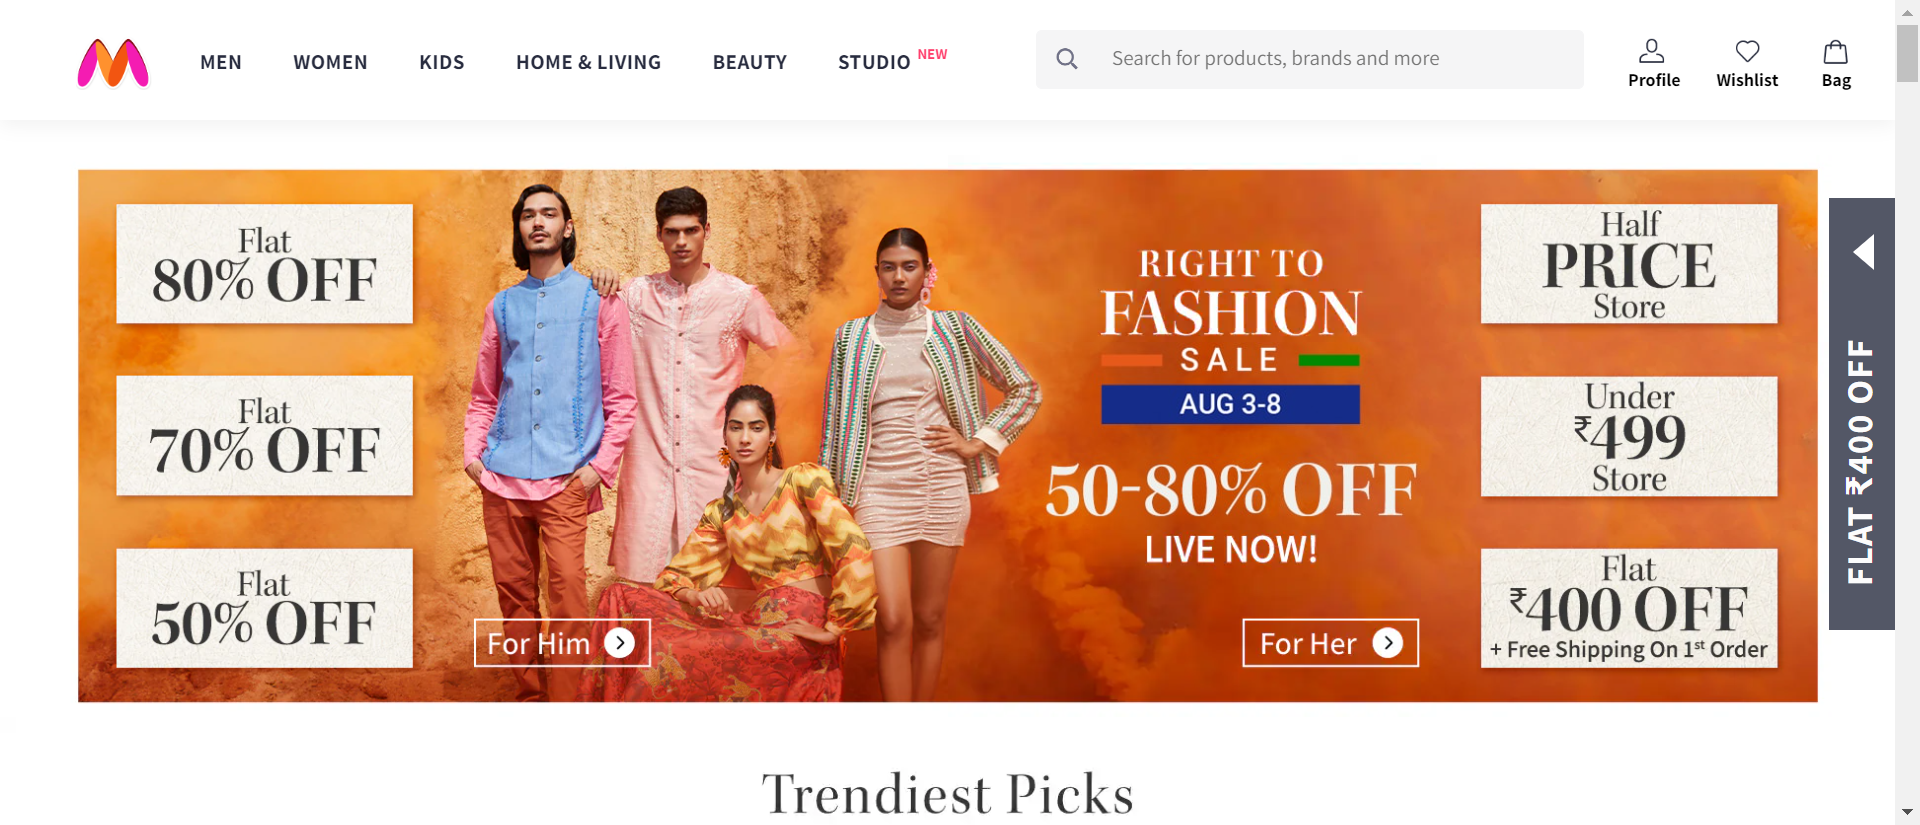 MEN WOMEN KIDS HOME & LIVING BEAUTY STUDIO NEW
Search for products, brands and more
Profile Wishlist Bag
Flat
80% OFF
Flat
70% OFF
Flat
50% OFF
For Him
RIGHT TO
FASHION
SALE
AUG 3-8
50-80% OFF
LIVE NOW!
For Her
Half
PRICE
Store
Under
₹499
Store
Flat
₹400 OFF
+ Free Shipping On 1st Order
FLAT ₹400 OFF
Trendiest Picks